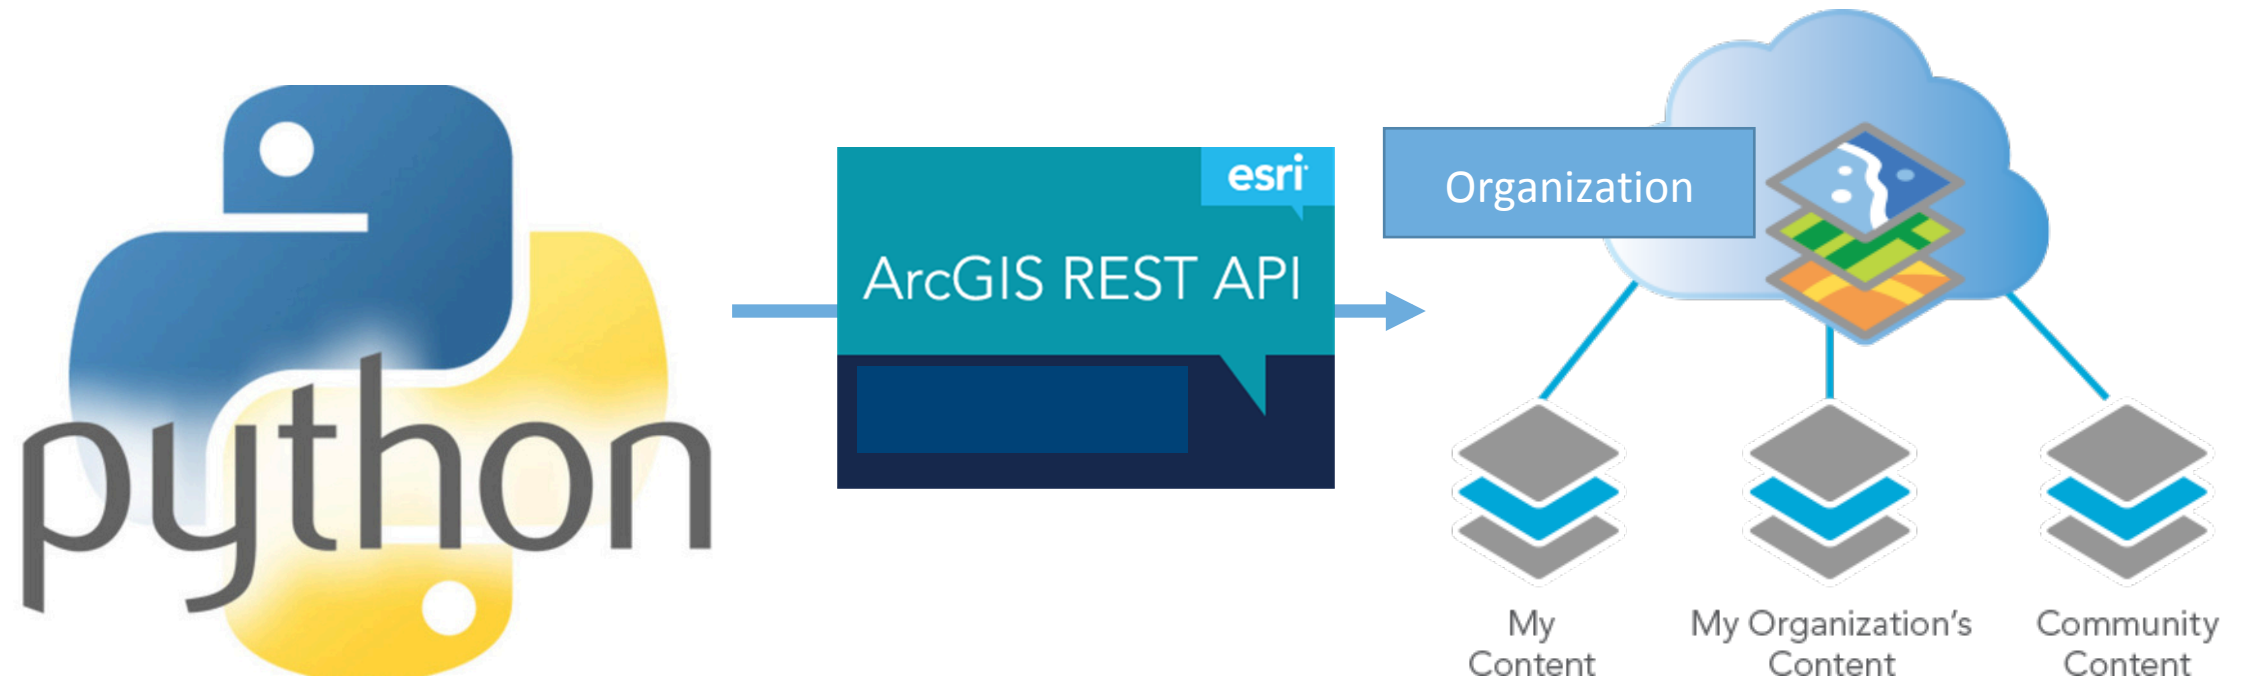 python
esri
ArcGIS REST API
Organization
My
Content
My Organization's
Content
Community
Content